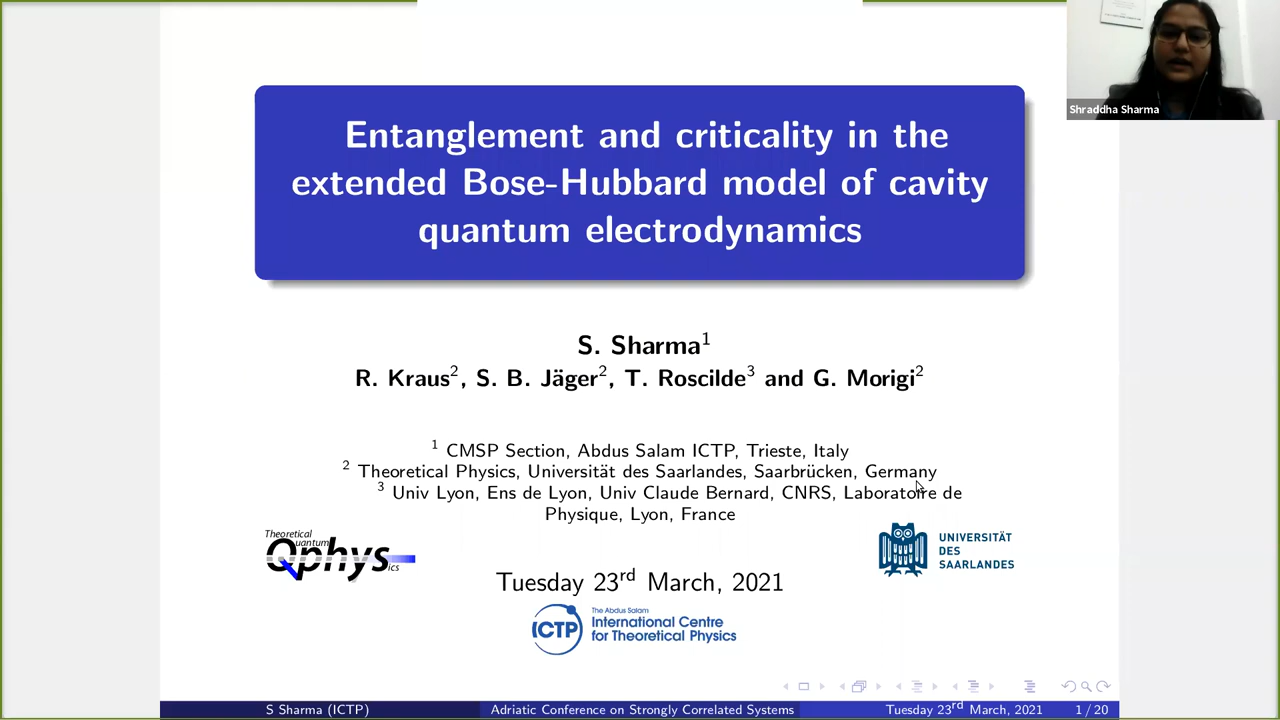 Shraddha Sharma
Entanglement and criticality in the
extended Bose-Hubbard model of cavity
quantum electrodynamics
S. Sharma¹
R. Kraus², S. B. Jäger², T. Roscilde³ and G. Morigi²
¹ CMSP Section, Abdus Salam ICTP, Trieste, Italy
² Theoretical Physics, Universität des Saarlandes, Saarbrücken, Germany
³ Univ Lyon, Ens de Lyon, Univ Claude Bernard, CNRS, Laboratoire de
Physique, Lyon, France
Theoretical
Quantum
Qphysics
UNIVERSITÄT
DES
SAARLANDES
Tuesday 23rd March, 2021
ICTP
The Abdus Salam
International Centre
for Theoretical Physics
S Sharma (ICTP) Adriatic Conference on Strongly Correlated Systems Tuesday 23rd March, 2021 1 / 20